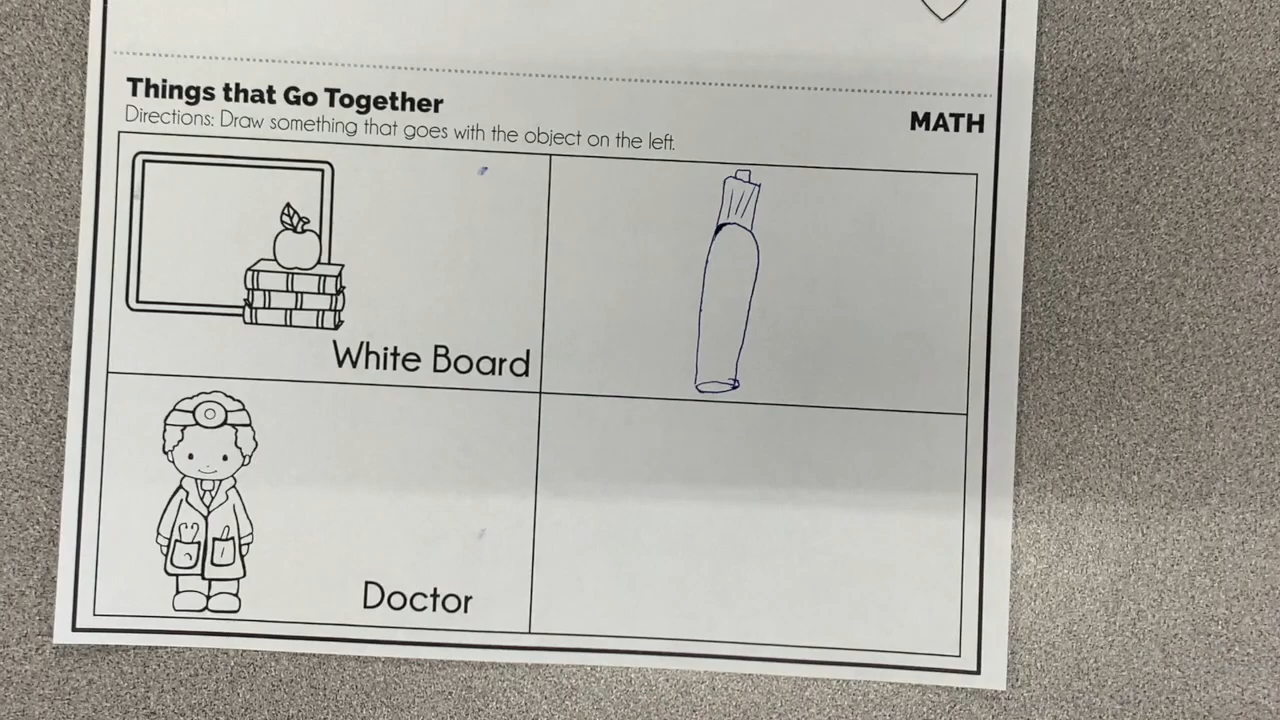 Things that Go Together
MATH
Directions: Draw something that goes with the object on the left.
White Board
Doctor